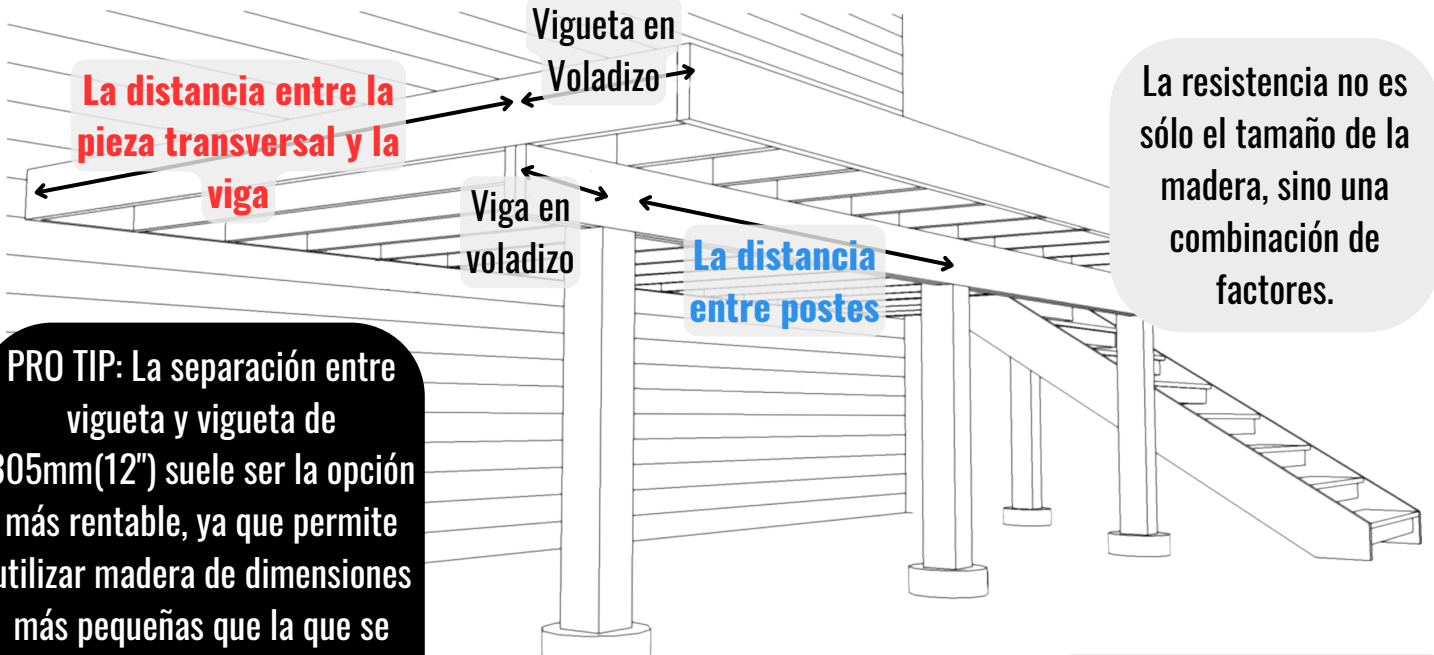 Vigueta en
Voladizo
La distancia entre la
pieza transversal y la
viga
Viga en
voladizo
La distancia
entre postes
La resistencia no es
sólo el tamaño de la
madera, sino una
combinación de
factores.
PRO TIP: La separación entre
vigueta y vigueta de
305mm(12") suele ser la opción
más rentable, ya que permite
utilizar madera de dimensiones
más pequeñas que la que se